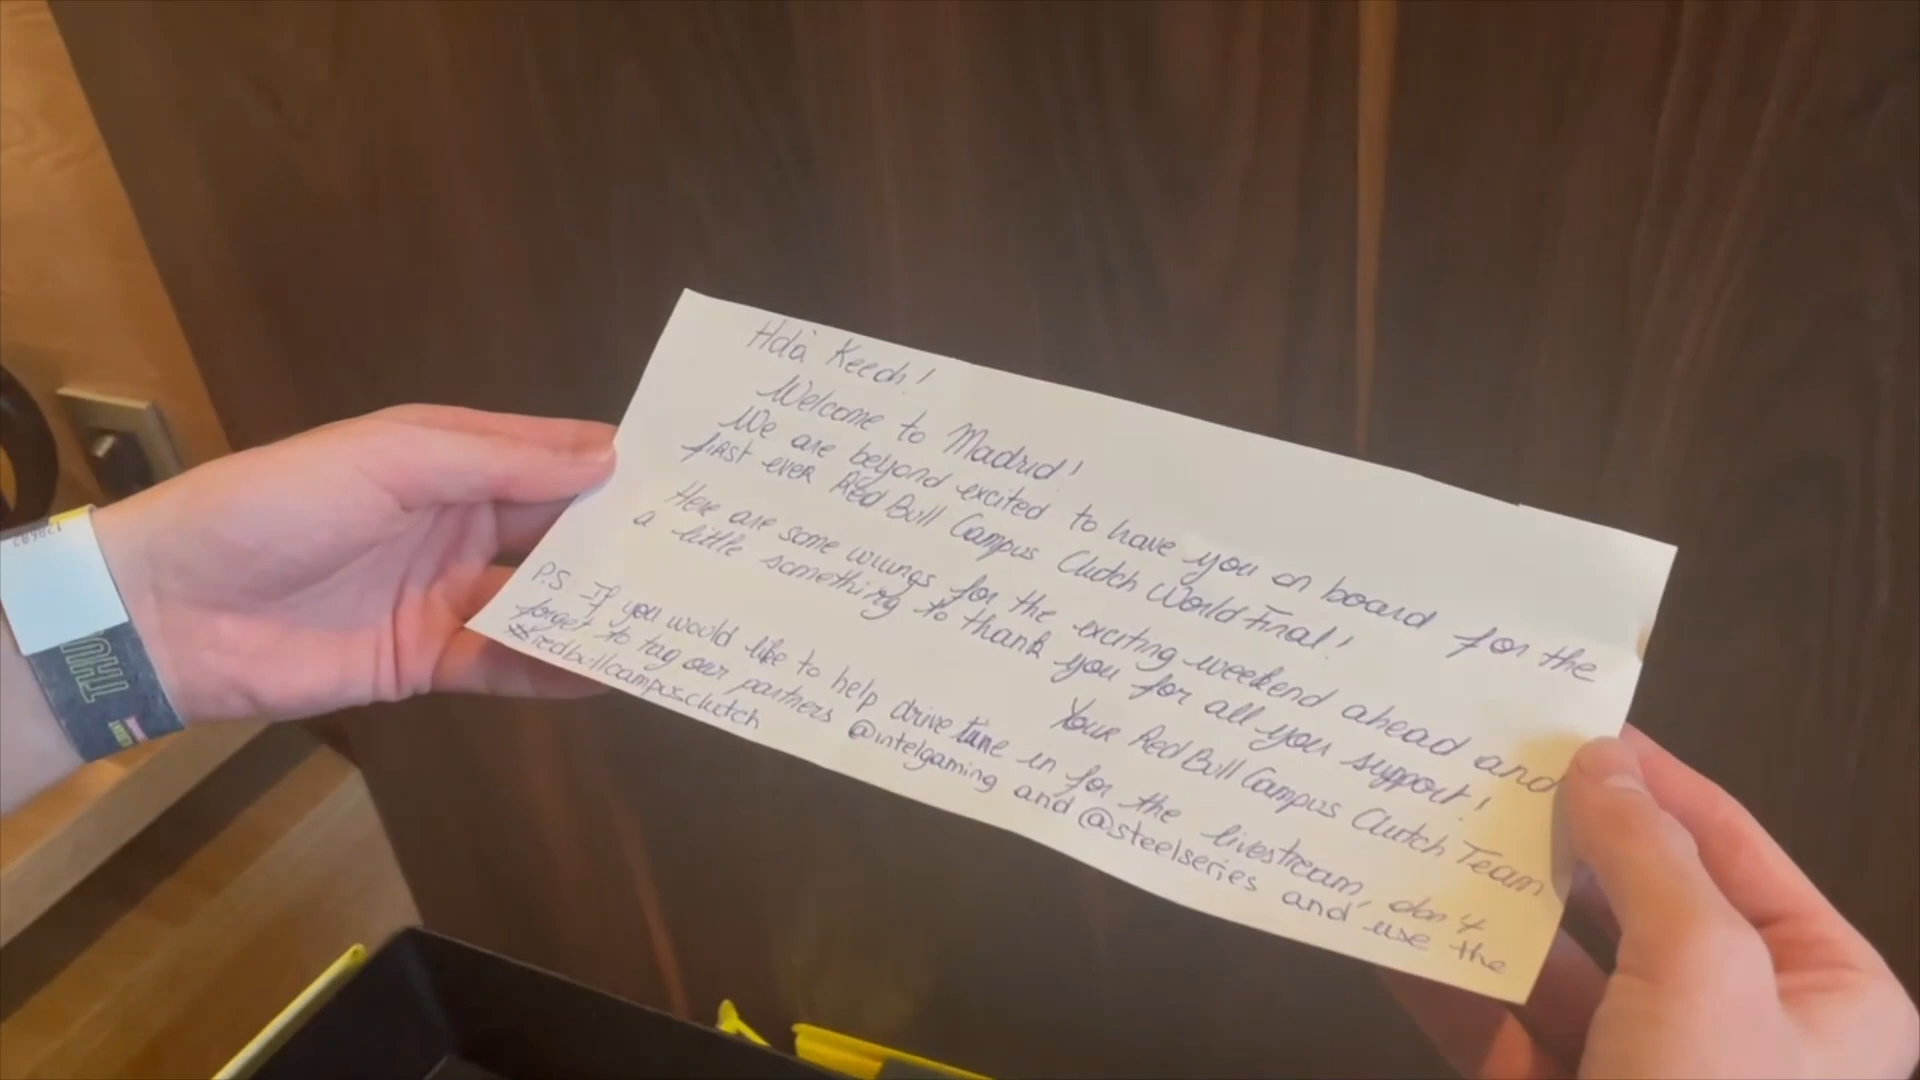 Hola Keeoh!
Welcome to Madrid!
We are beyond excited to have you on board for the
first ever Red Bull Campus Clutch World Final!
Here are some wiings for the exciting weekend ahead and
a little something to thank you for all you support!
Your Red Bull Campus Clutch Team
P.S. If you would like to help drive tune in for the livestream, don't
forget to tag our partners @intelgaming and @steelseries and use the
#redbullcampusclutch